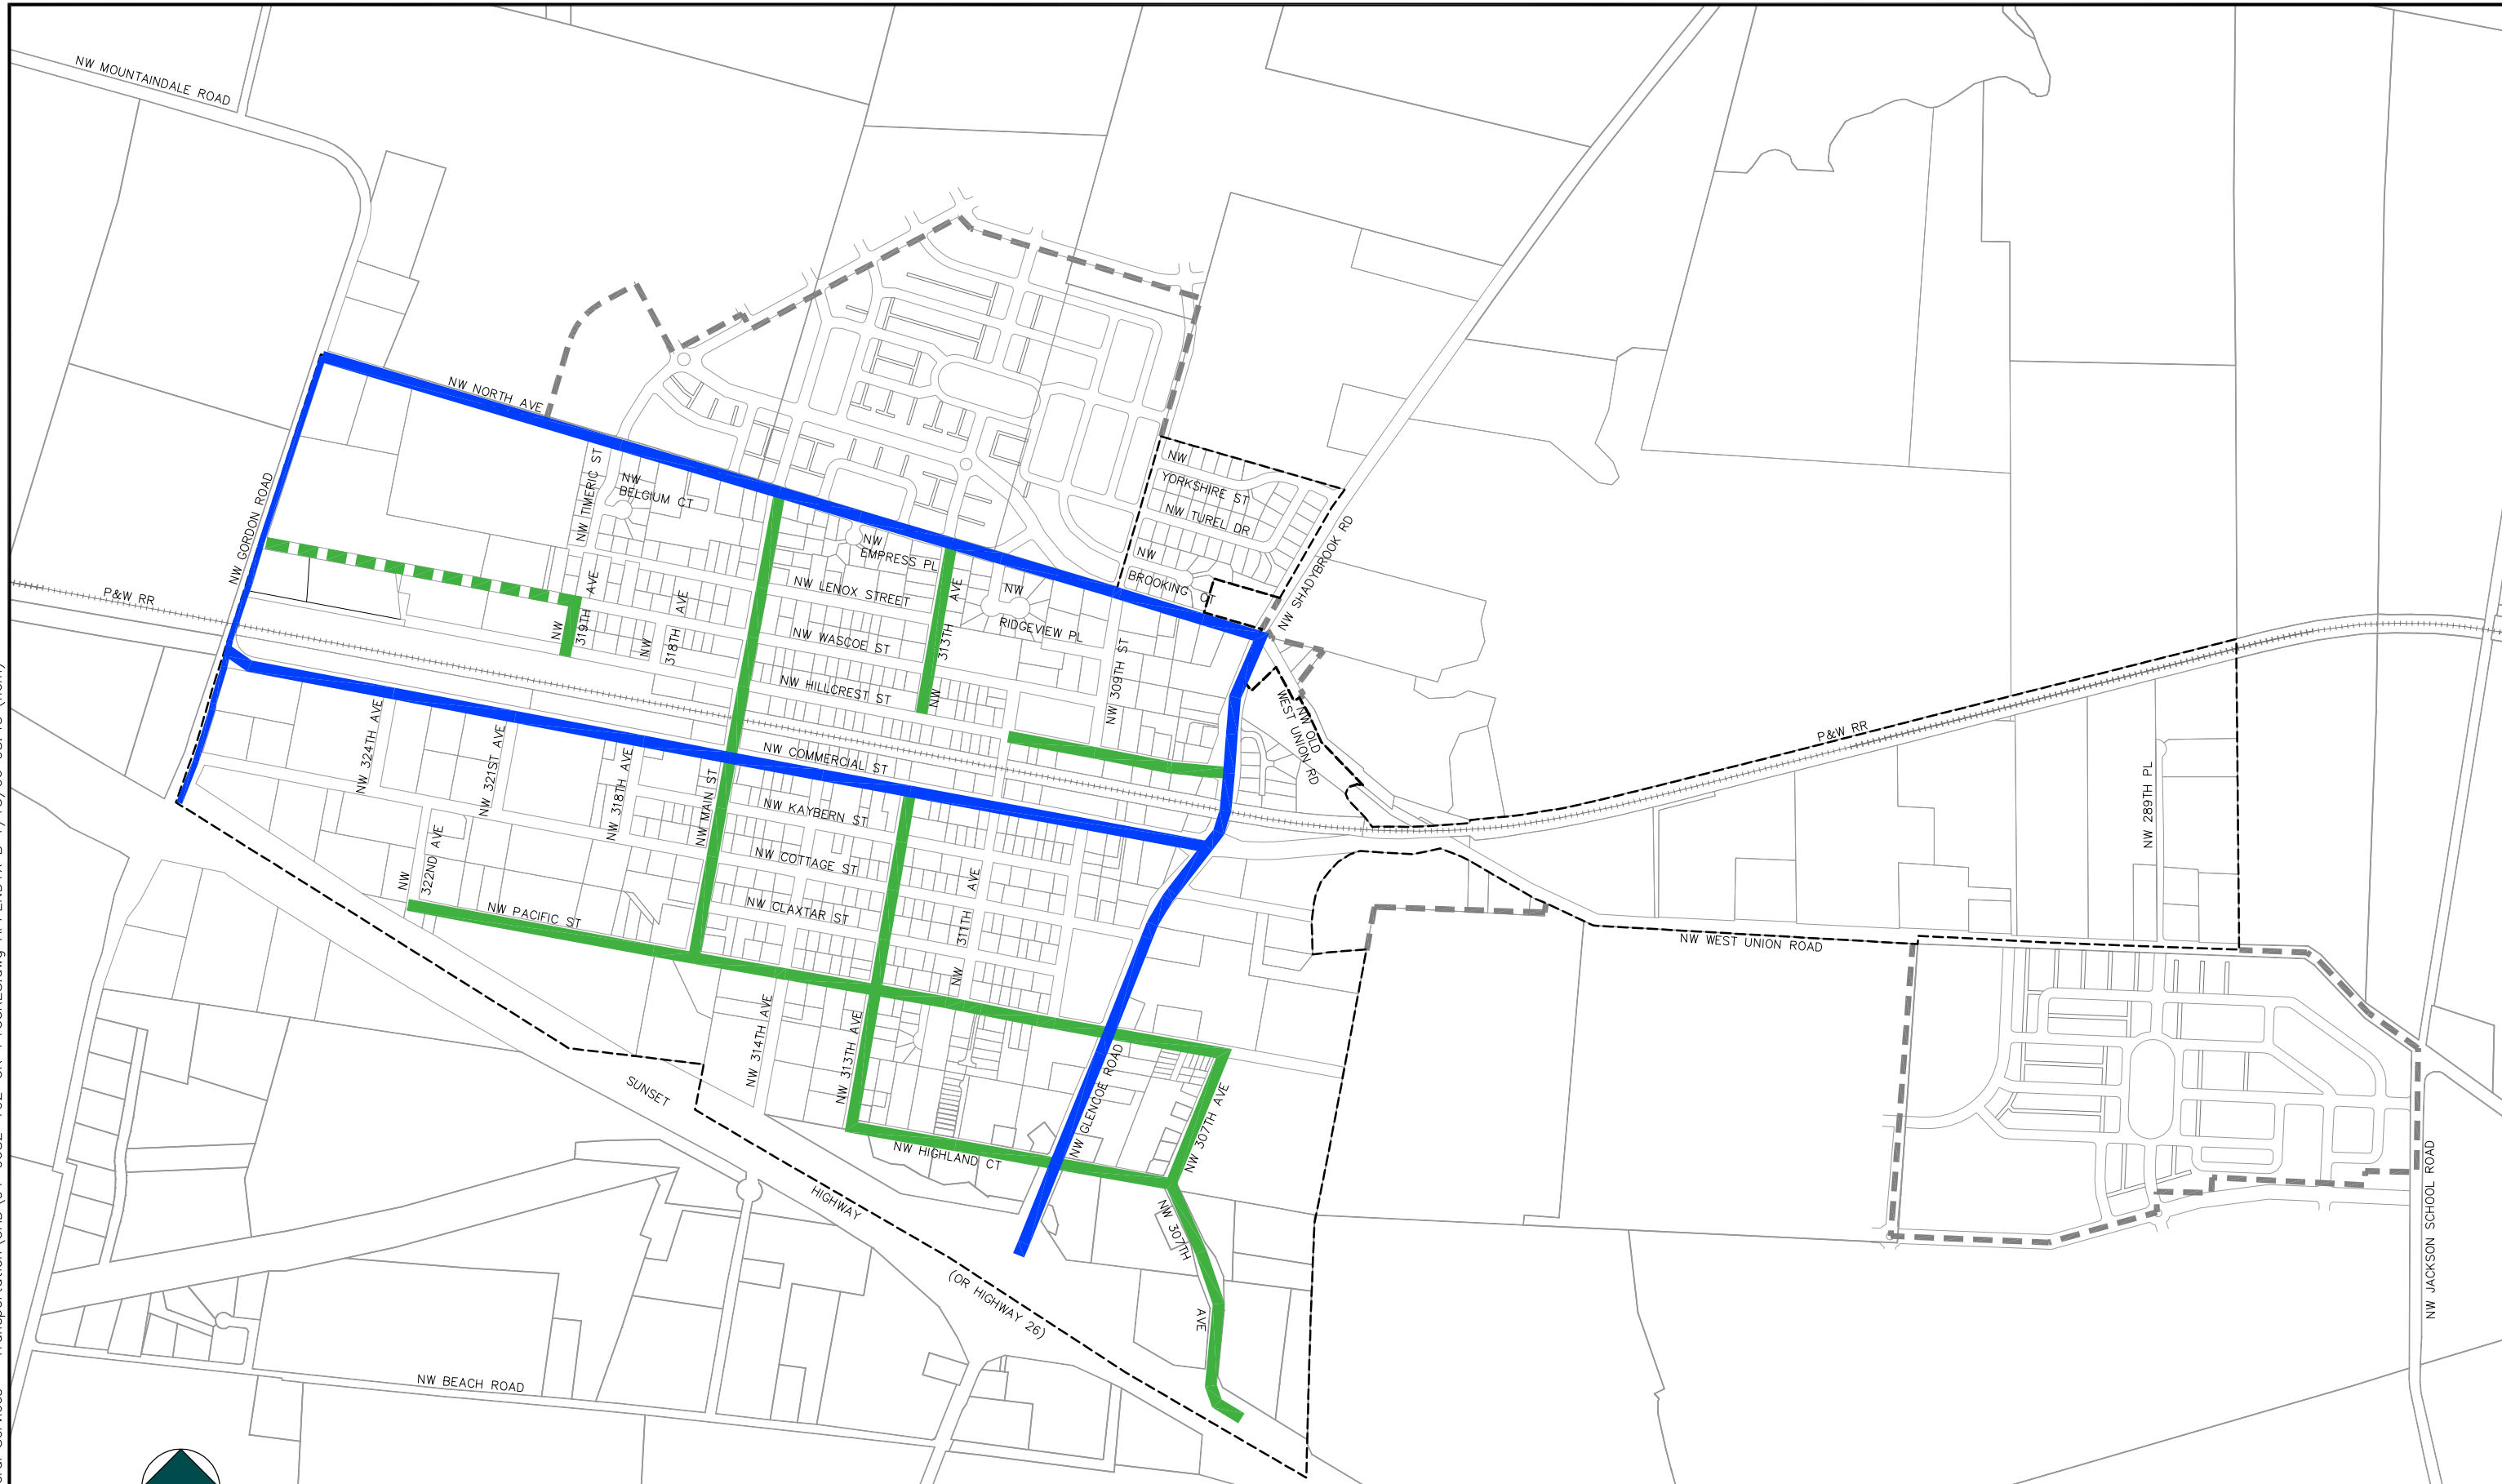 NW MOUNTAINDALE ROAD
NW NORTH AVE
NW GORDON ROAD
NW TIMERIC ST
NW
BELGIUM CT
NW
YORKSHIRE ST
NW TUREL DR
NW
BROOKING CT
NW SHADYBROOK RD
NW
EMPRESS PL
NW LENOX STREET
NW
RIDGEVIEW PL
P&W RR
NW
319TH AVE
NW
318TH AVE
NW WASCOE ST
NW
313TH AVE
NW 309TH ST
NW HILLCREST ST
NW OLD
WEST UNION RD
P&W RR
NW 324TH AVE
NW 321ST AVE
NW 318TH AVE
NW MAIN ST
NW COMMERCIAL ST
NW KAYBERN ST
NW 289TH PL
NW
322ND AVE
NW COTTAGE ST
NW PACIFIC ST
NW CLAXTAR ST
NW 311TH AVE
NW WEST UNION ROAD
NW 314TH AVE
NW 313TH AVE
NW GLENCOE ROAD
NW 307TH AVE
SUNSET
HIGHWAY
(OR HIGHWAY 26)
NW HIGHLAND CT
NW 307TH
AVE
NW JACKSON SCHOOL ROAD
NW BEACH ROAD